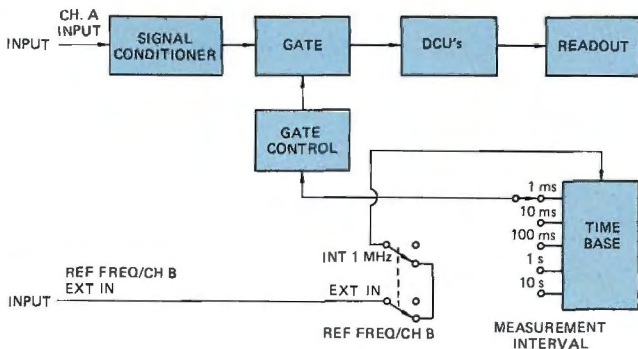 CH. A
INPUT
INPUT
SIGNAL
CONDITIONER
GATE
DCU's
READOUT
GATE
CONTROL
1 ms
10 ms
100 ms
1 s
10 s
TIME
BASE
INT 1 MHz
REF FREQ/CH B
EXT IN
INPUT
EXT IN
REF FREQ/CH B
MEASUREMENT
INTERVAL